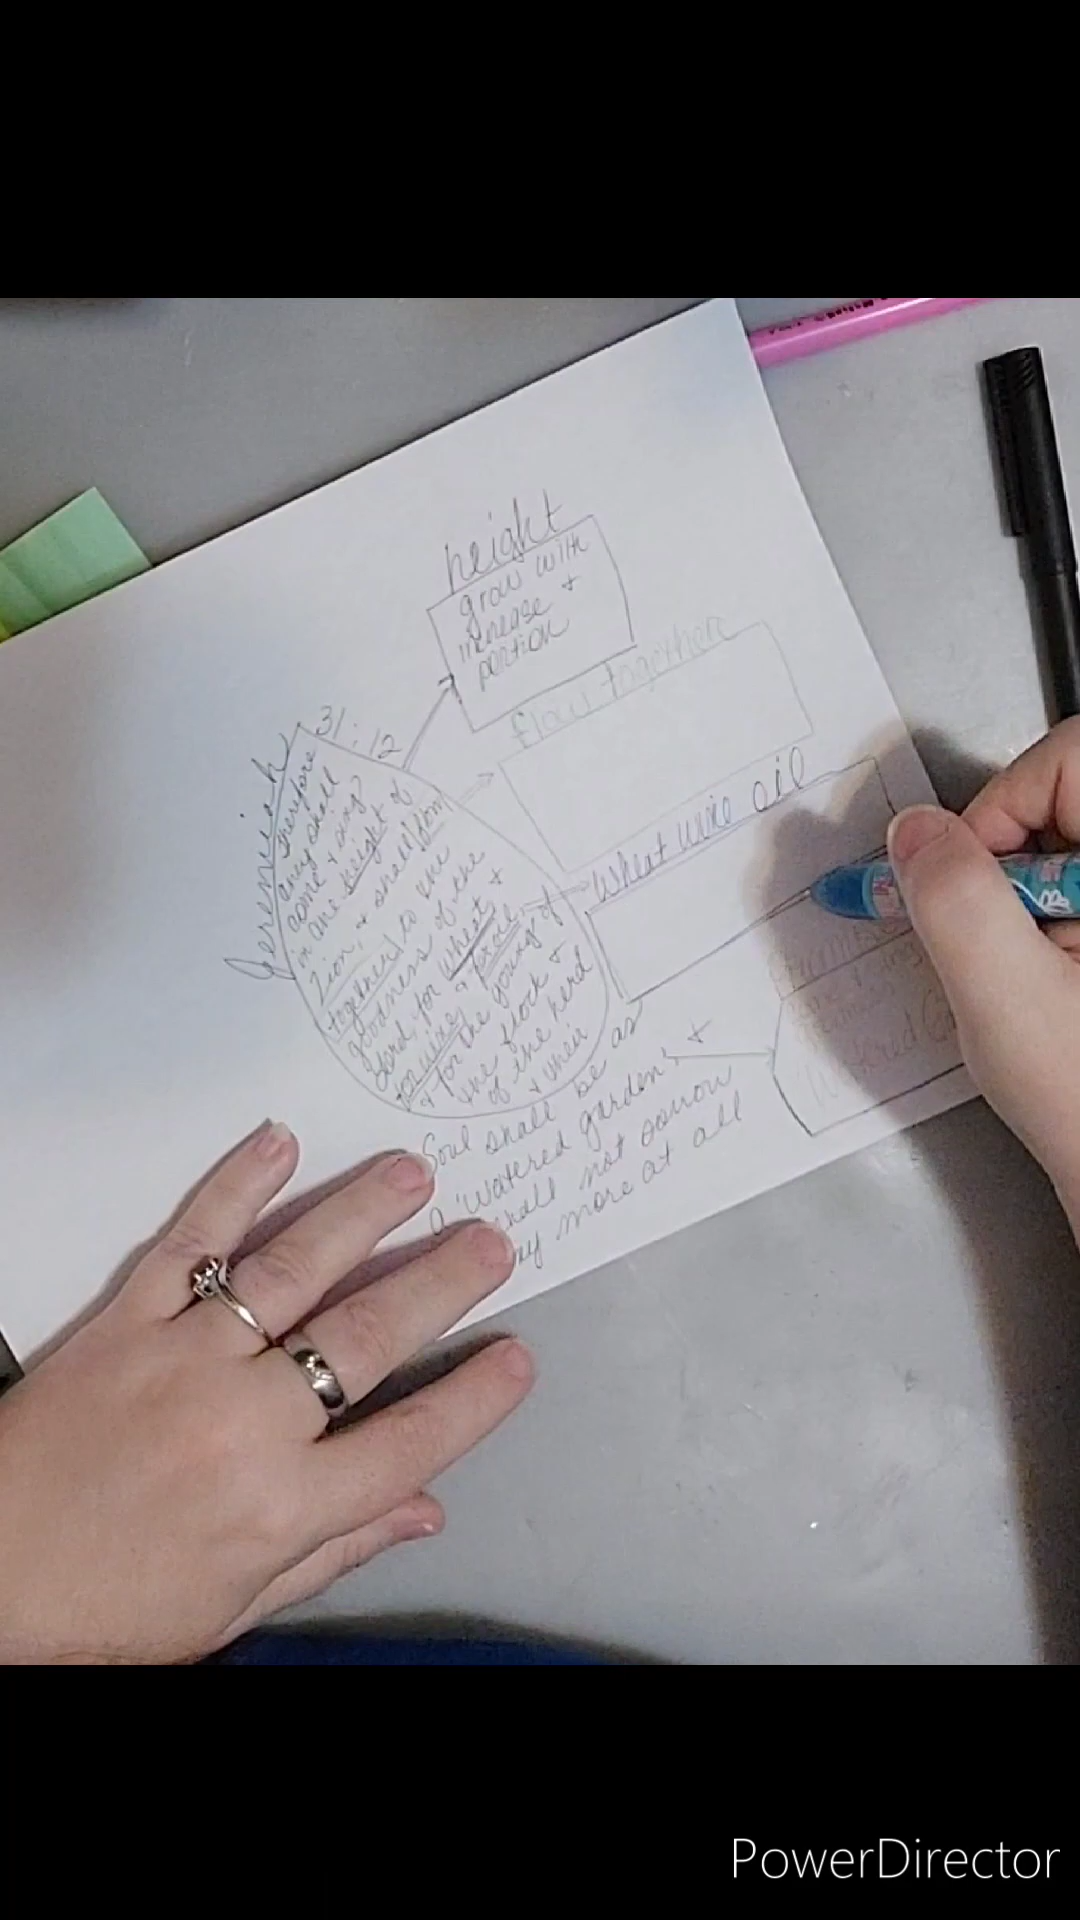 height
grow with
increase +
portion
flow together
wheat wine oil
Jeremiah 31:12
Therefore
they shall
come + sing
in the height of
Zion, + shall flow
together to the
goodness of the
Lord for wheat +
for wine + for oil,
+ for the young of
the flock +
of the herd
+ their
Soul shall be as
a watered garden +
shall not sorrow
any more at all
PowerDirector